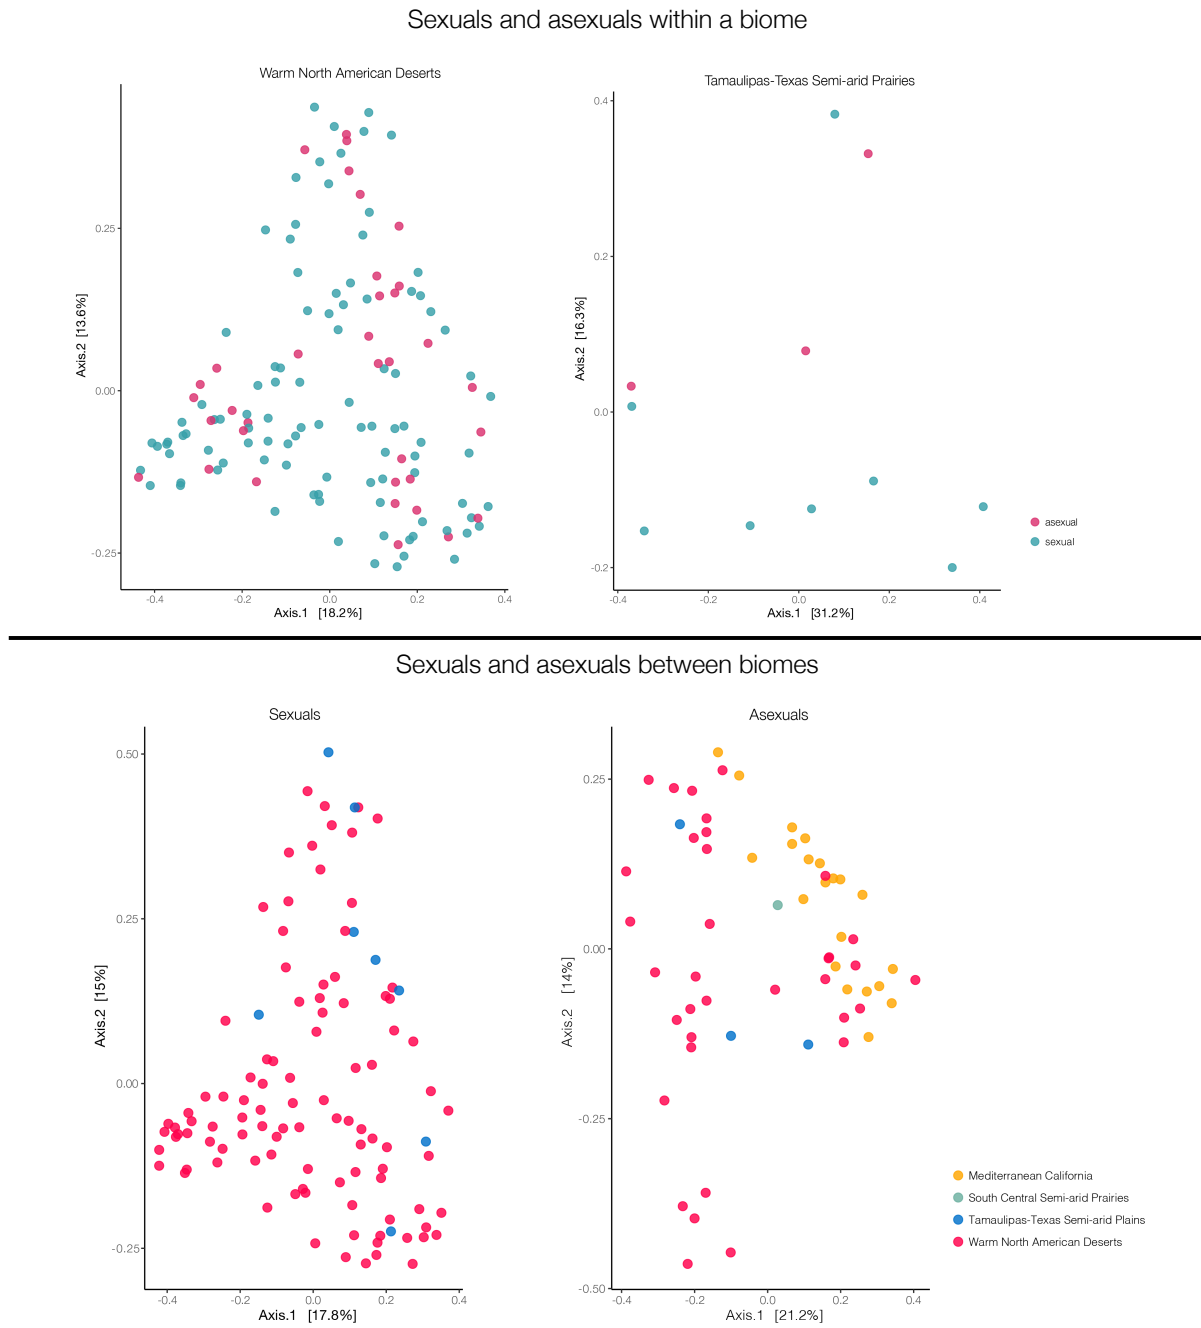 Sexuals and asexuals within a biome
Warm North American Deserts
Axis.2 [13.6%]
0.25
0.00
-0.25
-0.4 -0.2 0.0 0.2 0.4
Axis.1 [18.2%]
Tamaulipas-Texas Semi-arid Prairies
Axis.2 [16.3%]
0.4
0.2
0.0
-0.2
-0.4 -0.2 0.0 0.2 0.4
Axis.1 [31.2%]
asexual
sexual
Sexuals and asexuals between biomes
Sexuals
Axis.2 [15%]
0.50
0.25
0.00
-0.25
-0.4 -0.2 0.0 0.2 0.4
Axis.1 [17.8%]
Asexuals
Axis.2 [14%]
0.25
0.00
-0.25
-0.50
-0.4 -0.2 0.0 0.2 0.4
Axis.1 [21.2%]
Mediterranean California
South Central Semi-arid Prairies
Tamaulipas-Texas Semi-arid Plains
Warm North American Deserts